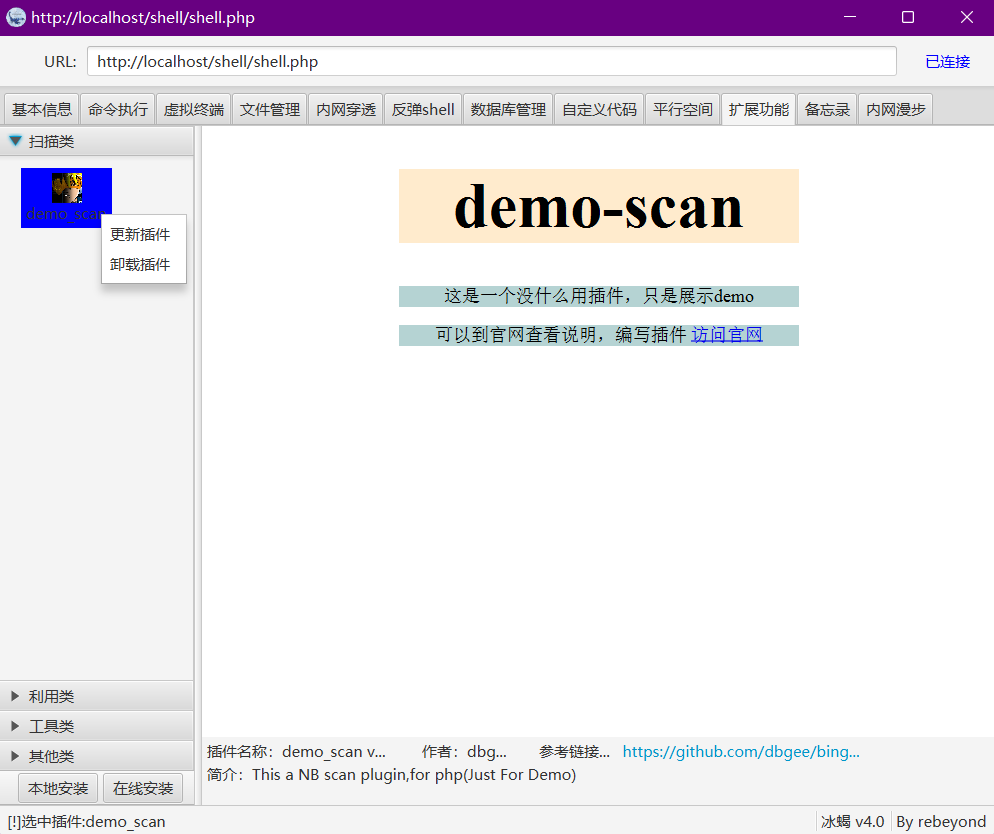 http://localhost/shell/shell.php
URL: http://localhost/shell/shell.php 已连接
基本信息 命令执行 虚拟终端 文件管理 内网穿透 反弹shell 数据库管理 自定义代码 平行空间 扩展功能 备忘录 内网漫步
扫描类
demo_scan
更新插件
卸载插件
demo-scan
这是一个没什么用插件，只是展示demo
可以到官网查看说明，编写插件 访问官网
利用类
工具类
其他类
本地安装 在线安装
插件名称：demo_scan v... 作者：dbg... 参考链接... https://github.com/dbgee/bing...
简介：This a NB scan plugin,for php(Just For Demo)
[!]选中插件:demo_scan 冰蝎 v4.0 By rebeyond